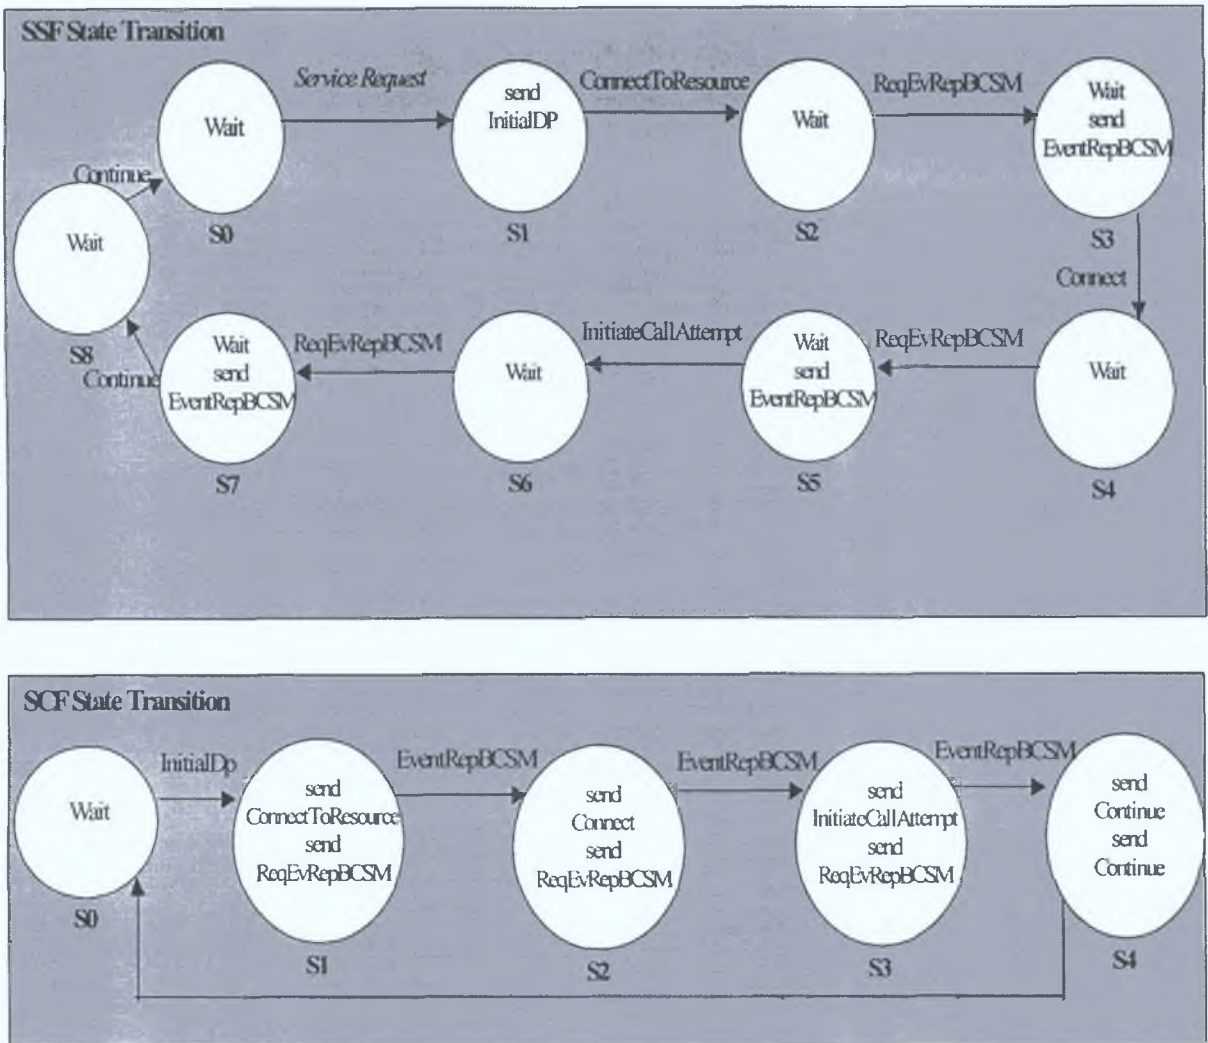 SSF State Transition
Wait
S0
Service Request
send
InitialDP
S1
ConnectToResource
Wait
S2
ReqEvRepBCSM
Wait
send
EventRepBCSM
S3
Connect
Wait
S4
ReqEvRepBCSM
Wait
send
EventRepBCSM
S5
InitiateCallAttempt
Wait
S6
ReqEvRepBCSM
Wait
send
EventRepBCSM
S7
Continue
Wait
S8
Continue
SCF State Transition
Wait
S0
InitialDp
send
ConnectToResource
send
ReqEvRepBCSM
S1
EventRepBCSM
send
Connect
send
ReqEvRepBCSM
S2
EventRepBCSM
send
InitiateCallAttempt
send
ReqEvRepBCSM
S3
EventRepBCSM
send
Continue
send
Continue
S4